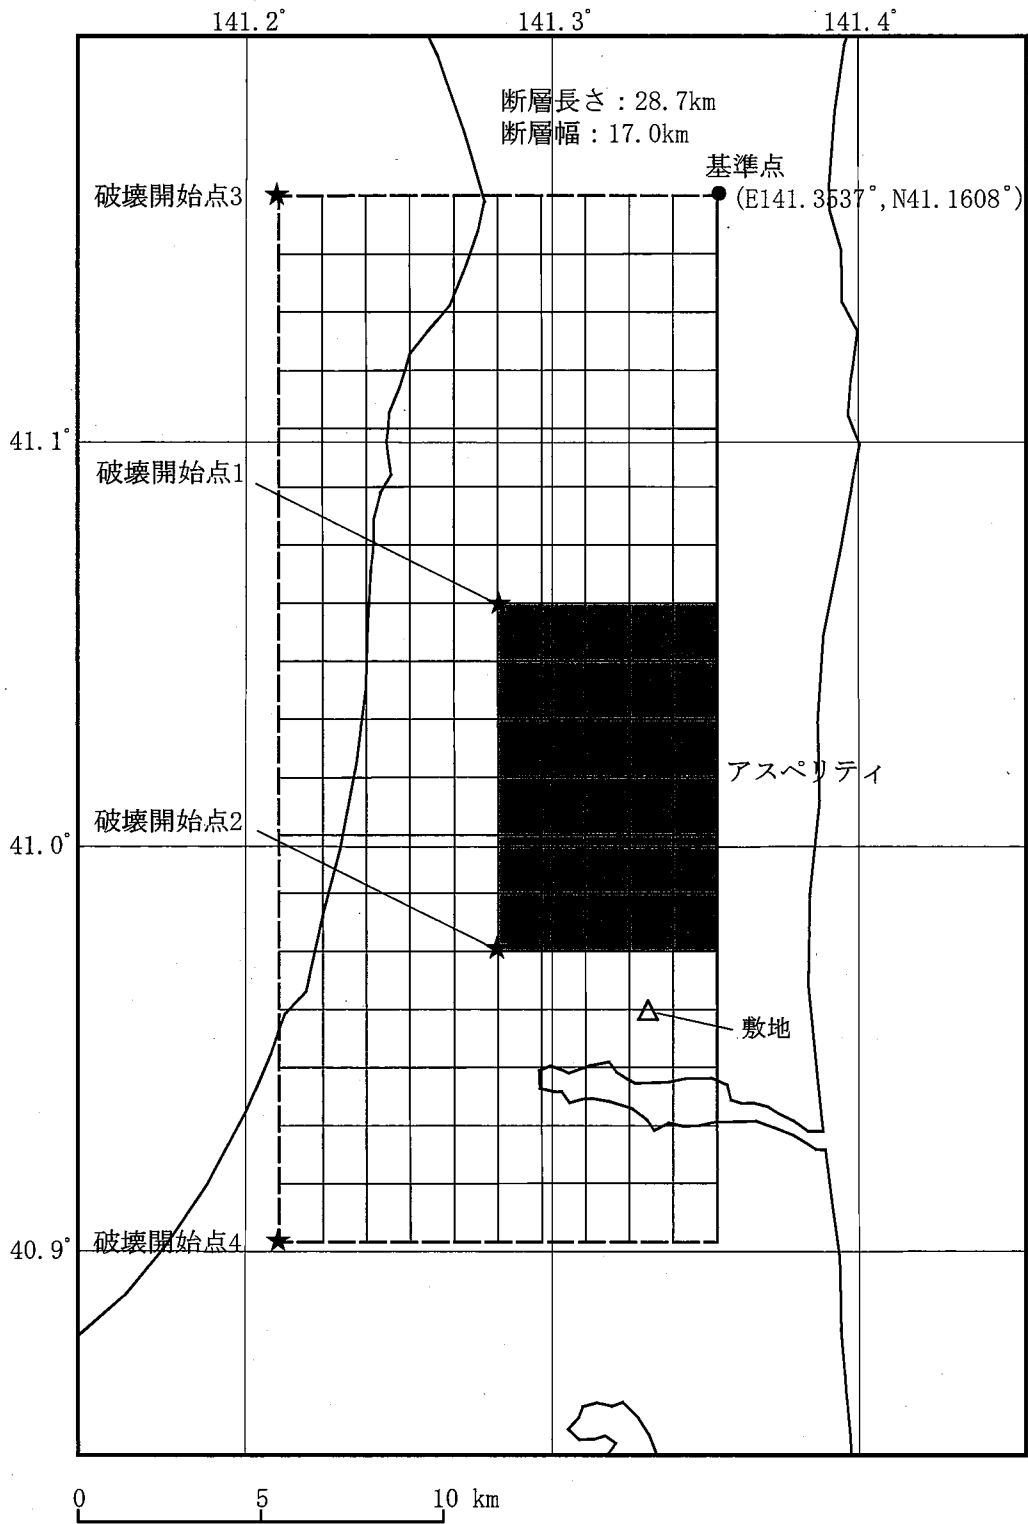 141.2°
141.3°
141.4°
断層長さ：28.7km
断層幅：17.0km
基準点
(E141.3537°,N41.1608°)
破壊開始点3
41.1°
破壊開始点1
アスペリティ
破壊開始点2
41.0°
敷地
破壊開始点4
40.9°
0 5 10 km